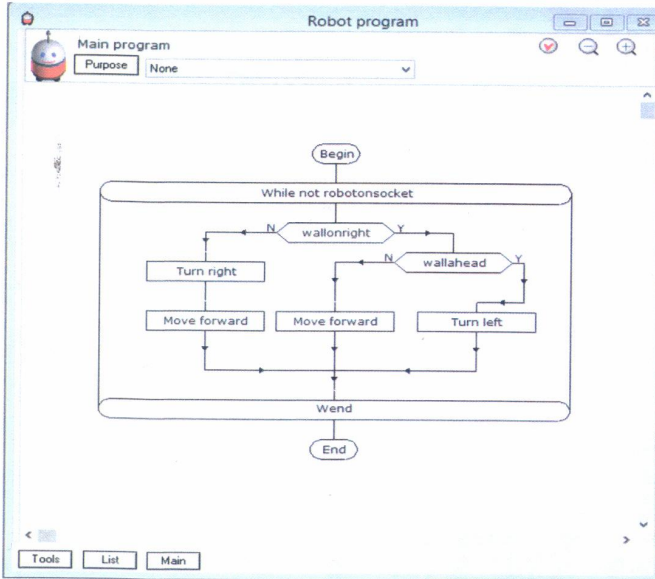 Robot program
Main program
Purpose
None
Begin
While not robotonsocket
N wallonright Y
N wallahead Y
Turn right
Move forward Move forward Turn left
Wend
End
Tools List Main